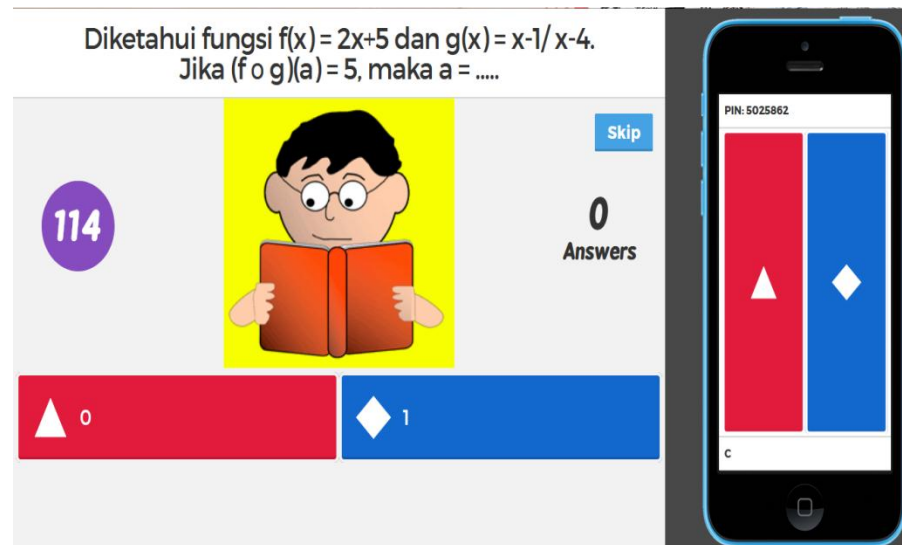 Diketahui fungsi f(x) = 2x+5 dan g(x) = x-1/ x-4.
Jika (f o g)(a) = 5, maka a = .....
Skip
114
0
Answers
0
1
PIN: 5025862
C